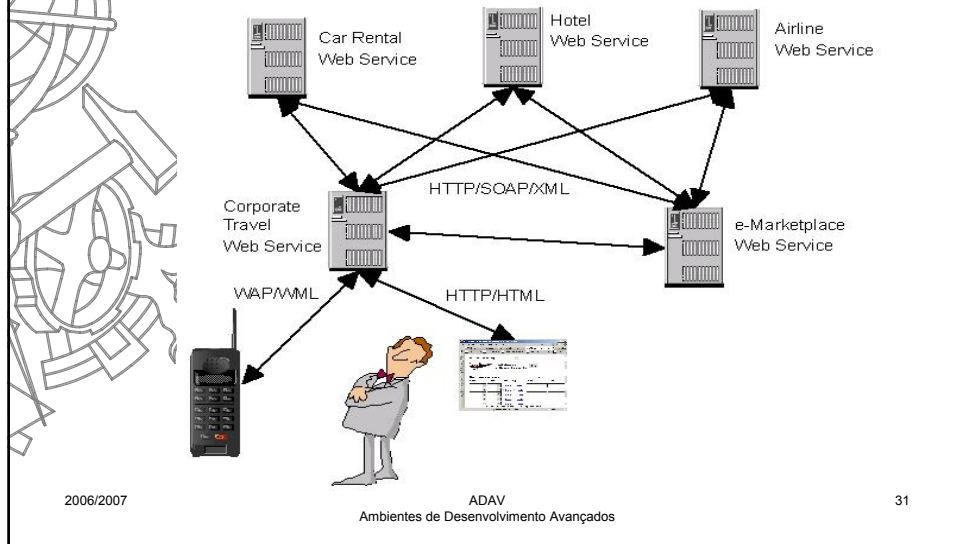 Car Rental
Web Service
Hotel
Web Service
Airline
Web Service
HTTP/SOAP/XML
Corporate
Travel
Web Service
e-Marketplace
Web Service
WAP/WML
HTTP/HTML
2006/2007
ADAV
Ambientes de Desenvolvimento Avançados
31